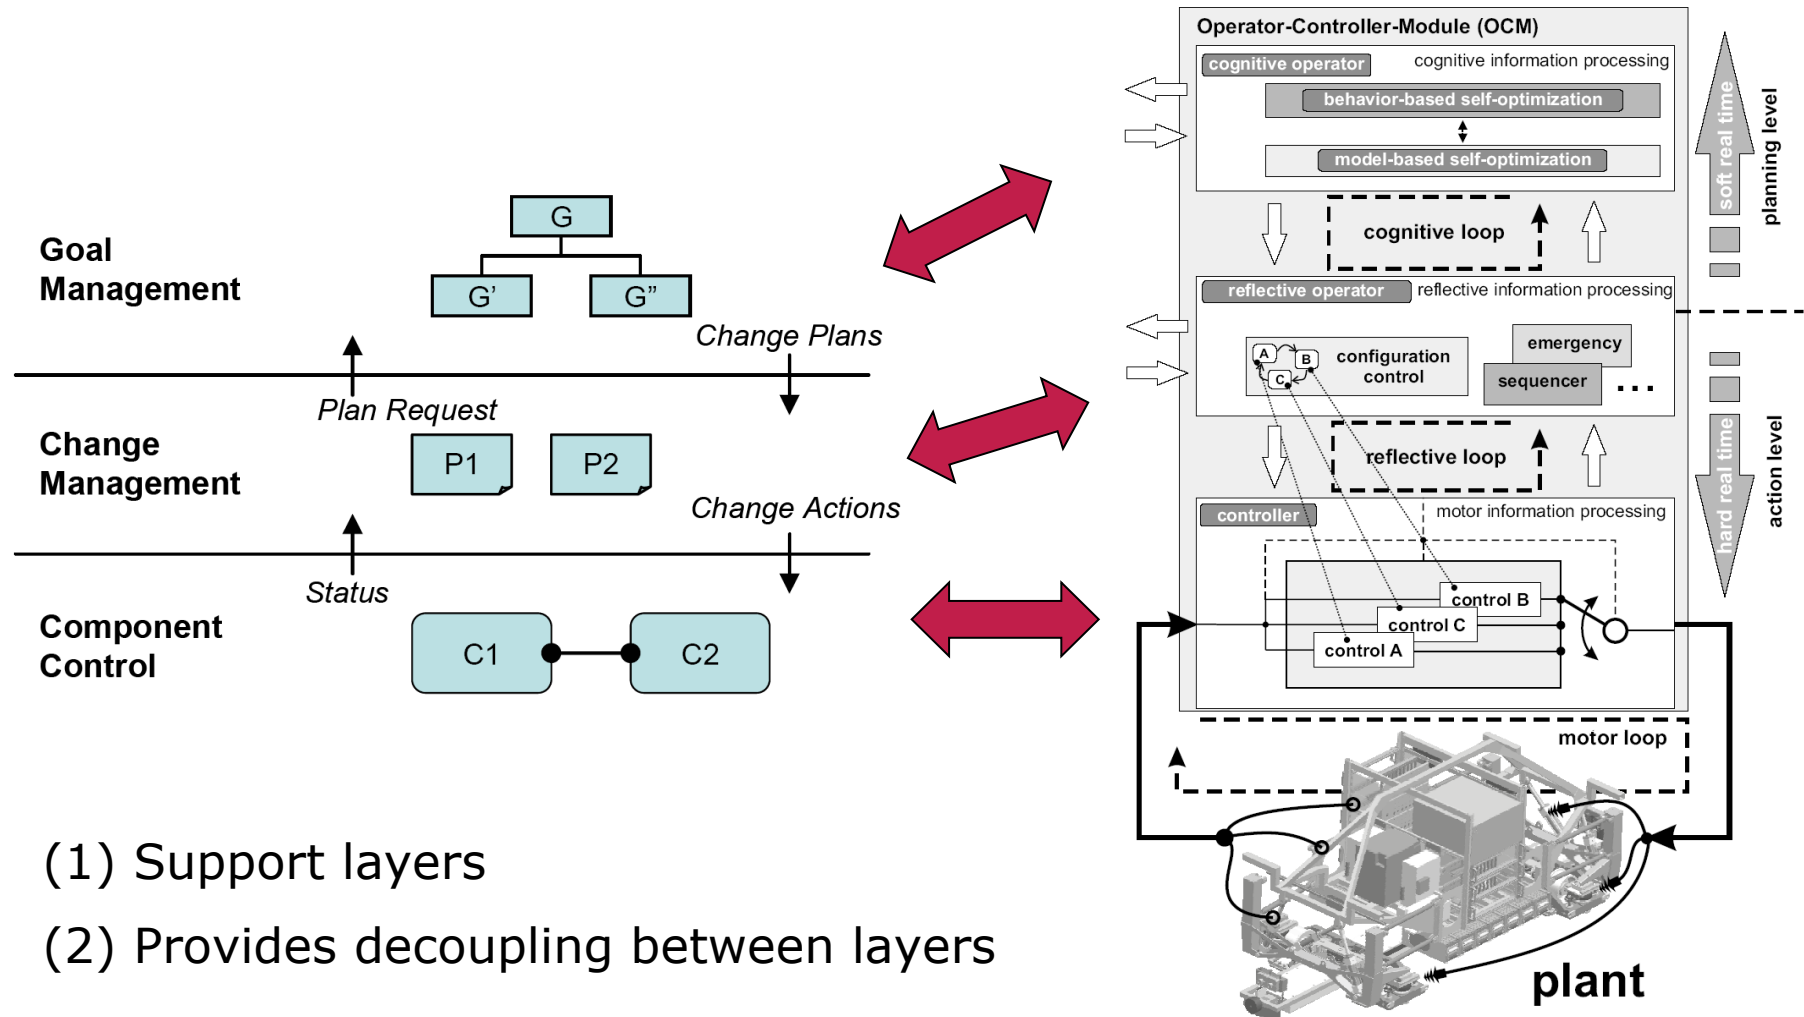 Goal
Management
G
G'
G”
Change Plans
Plan Request
Change
Management
P1
P2
Change Actions
Status
Component
Control
C1
C2
(1) Support layers
(2) Provides decoupling between layers
Operator-Controller-Module (OCM)
cognitive operator
cognitive information processing
behavior-based self-optimization
model-based self-optimization
cognitive loop
reflective operator
reflective information processing
A
B
C
configuration
control
emergency
sequencer
...
reflective loop
controller
motor information processing
control B
control C
control A
motor loop
plant
soft real time
planning level
hard real time
action level